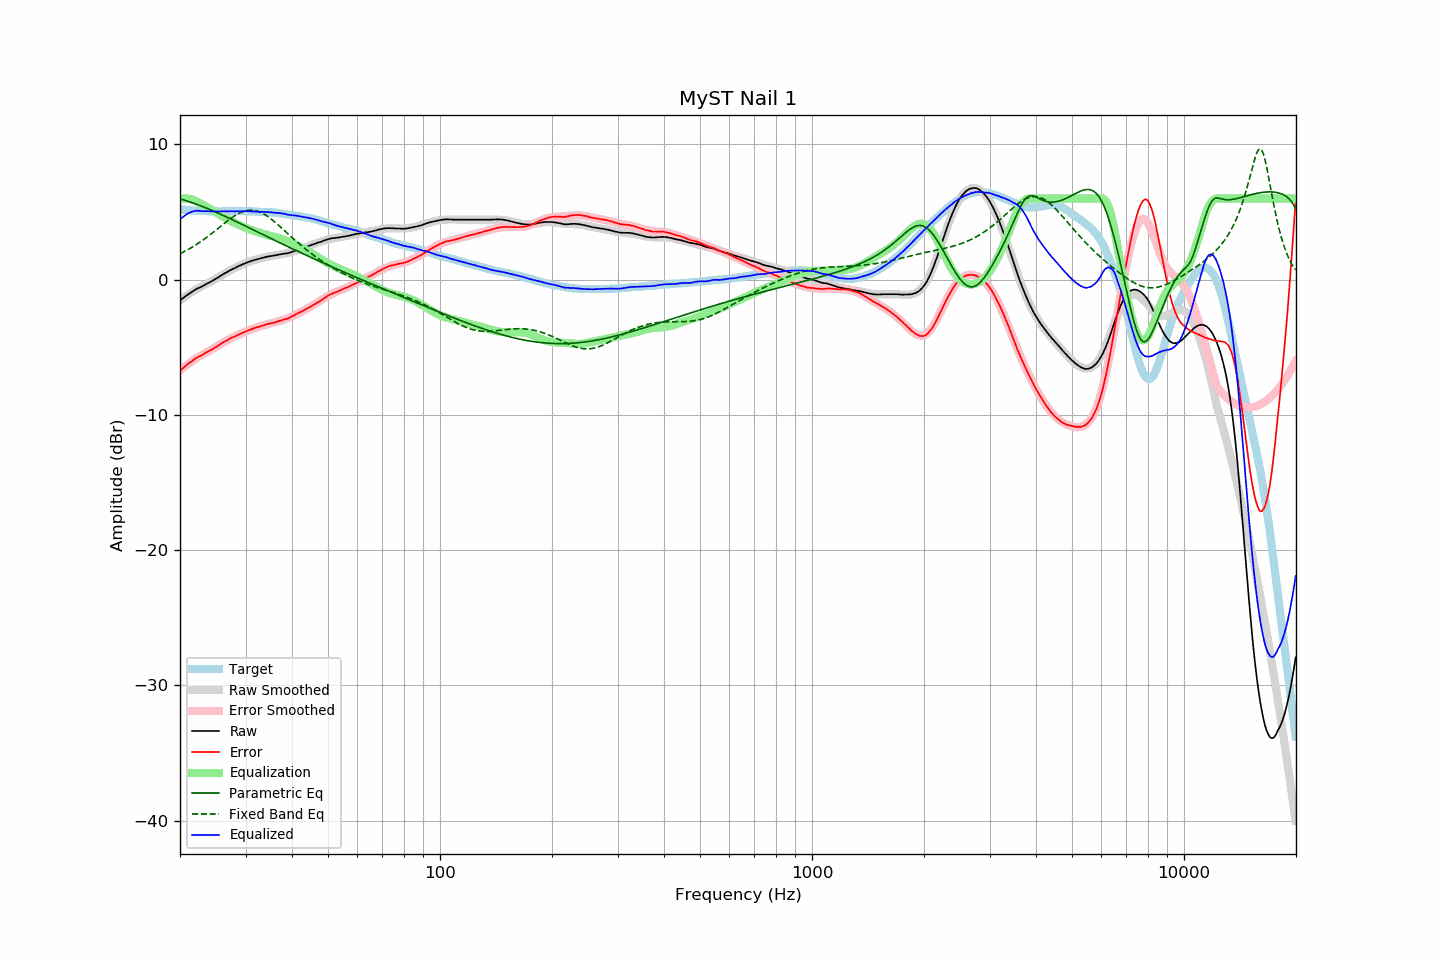 MyST Nail 1
10
0
−10
−20
−30
−40
Amplitude (dBr)
Target
Raw Smoothed
Error Smoothed
Raw
Error
Equalization
Parametric Eq
Fixed Band Eq
Equalized
100
1000
10000
Frequency (Hz)